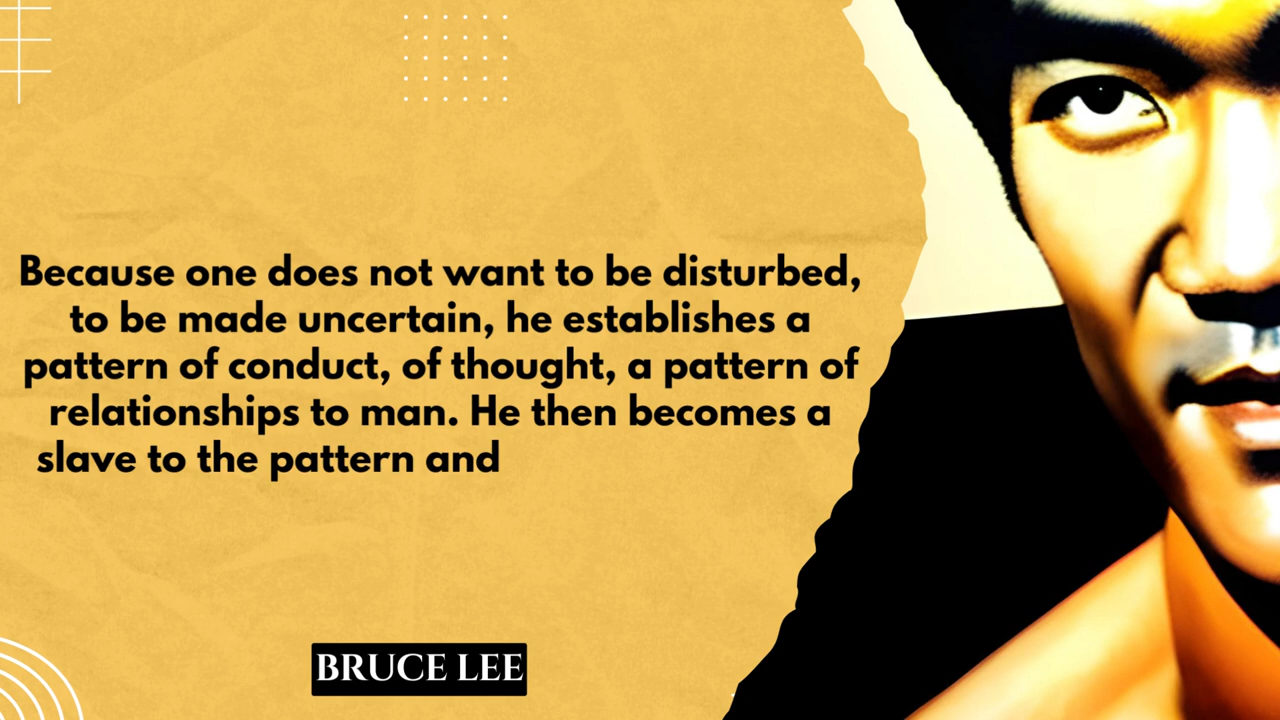 Because one does not want to be disturbed,
to be made uncertain, he establishes a
pattern of conduct, of thought, a pattern of
relationships to man. He then becomes a
slave to the pattern and
BRUCE LEE